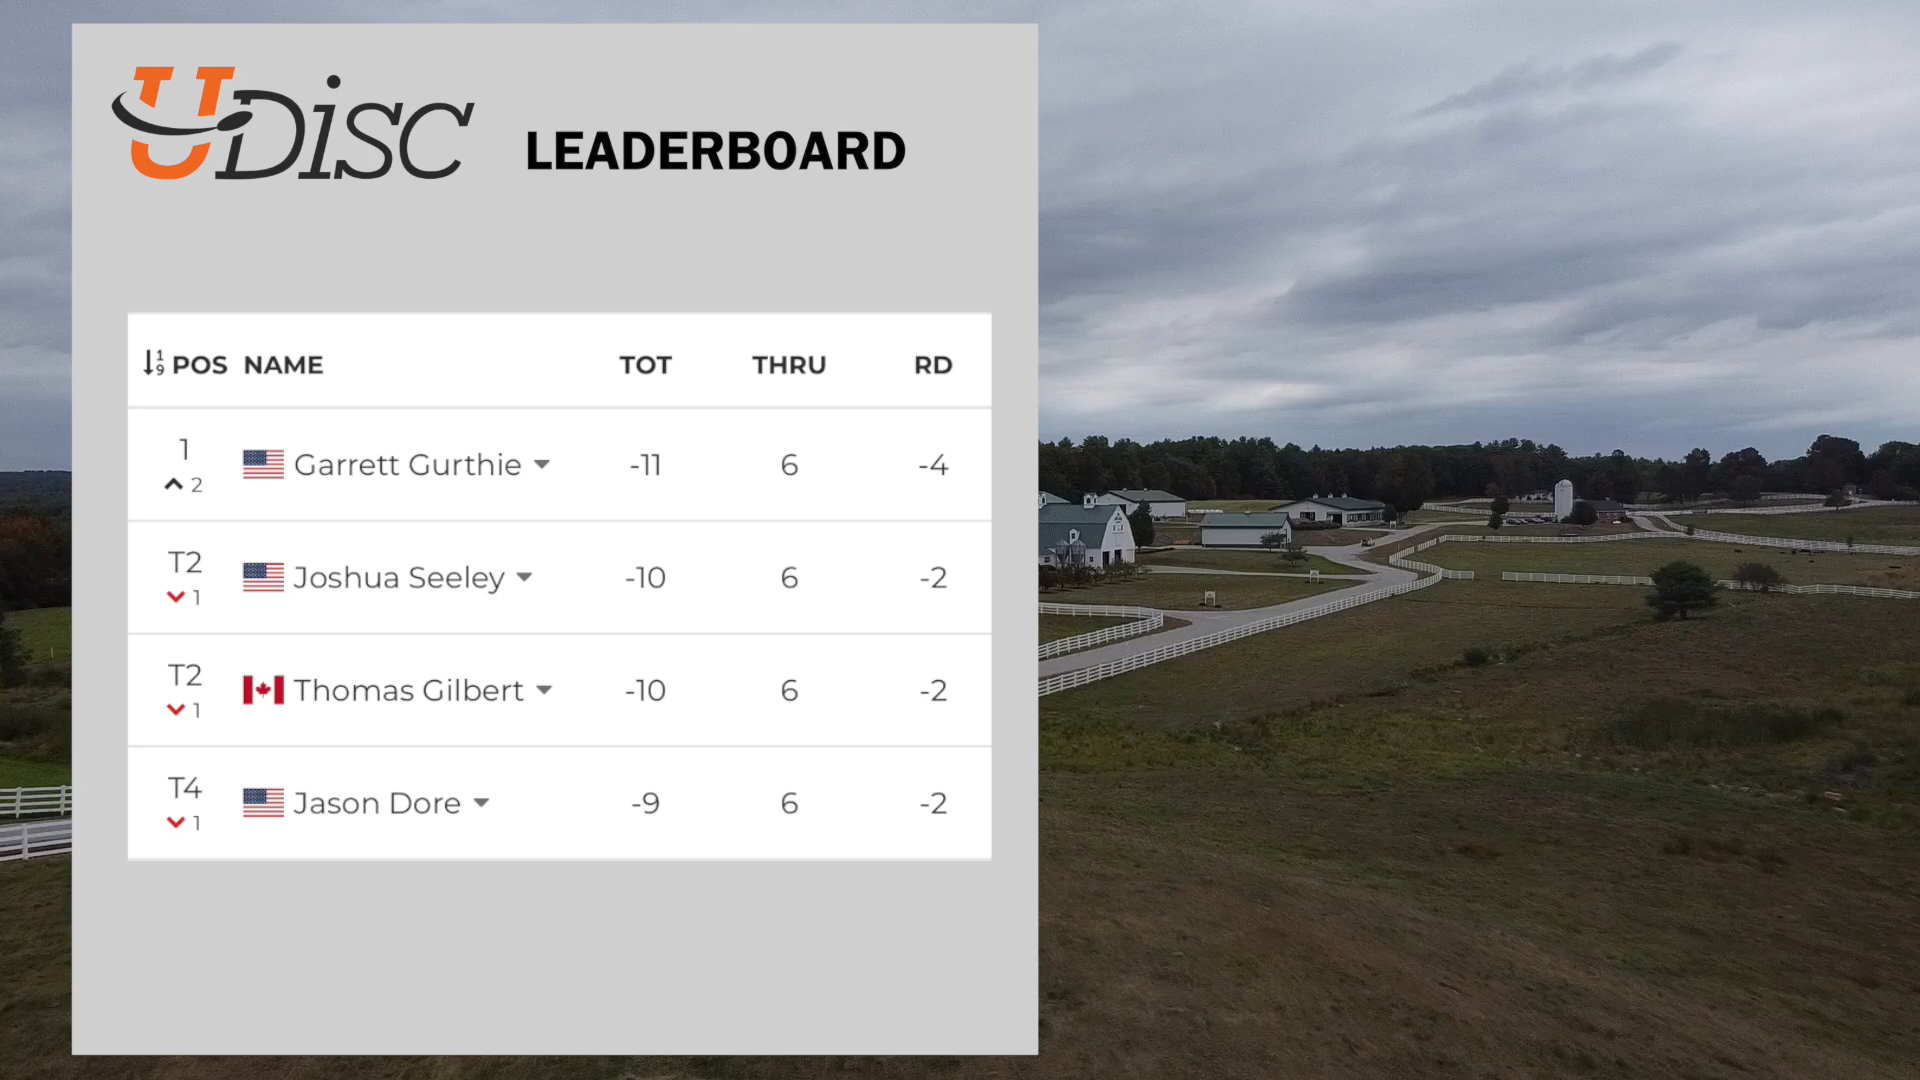 UDisc LEADERBOARD
POS NAME TOT THRU RD
1 Garrett Gurthie -11 6 -4
2
T2 Joshua Seeley -10 6 -2
1
T2 Thomas Gilbert -10 6 -2
1
T4 Jason Dore -9 6 -2
1